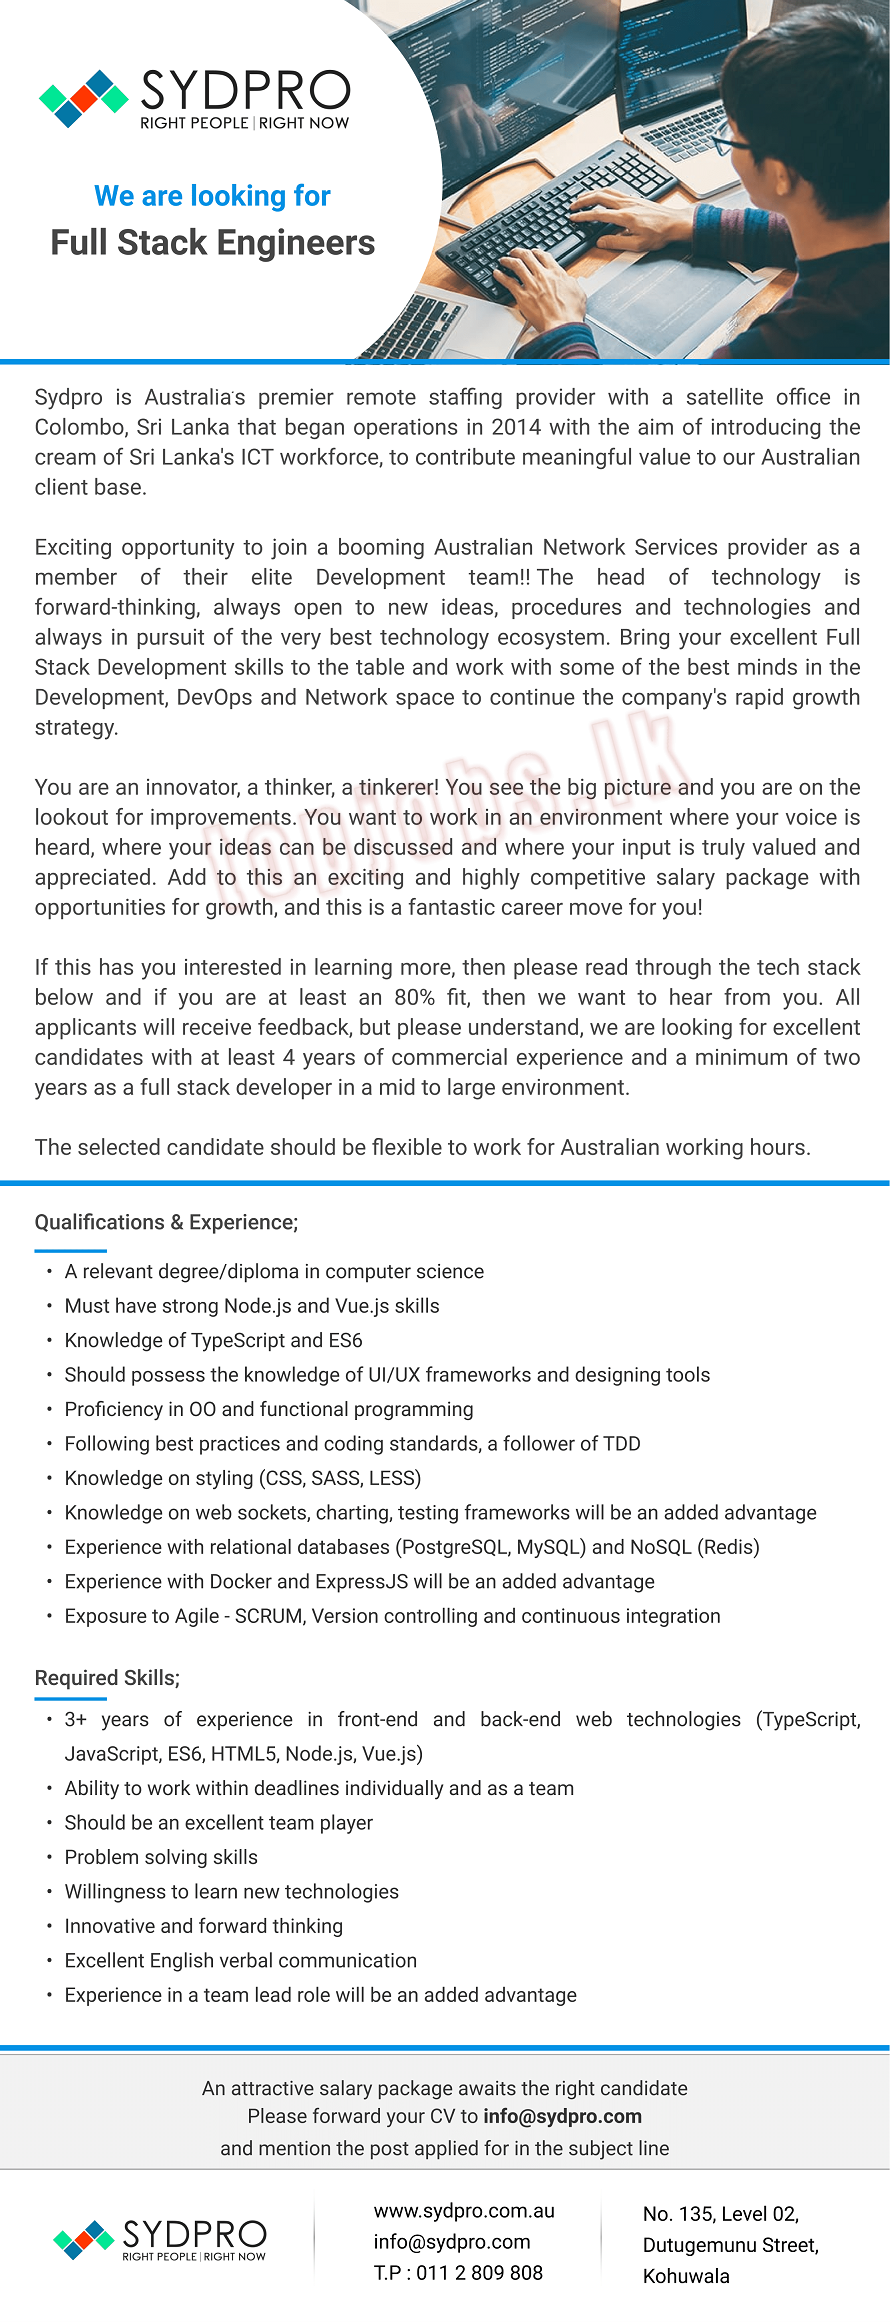 SYDPRO
RIGHT PEOPLE | RIGHT NOW
We are looking for
Full Stack Engineers
Sydpro is Australia's premier remote staffing provider with a satellite office in
Colombo, Sri Lanka that began operations in 2014 with the aim of introducing the
cream of Sri Lanka's ICT workforce, to contribute meaningful value to our Australian
client base.
Exciting opportunity to join a booming Australian Network Services provider as a
member of their elite Development team!! The head of technology is
forward-thinking, always open to new ideas, procedures and technologies and
always in pursuit of the very best technology ecosystem. Bring your excellent Full
Stack Development skills to the table and work with some of the best minds in the
Development, DevOps and Network space to continue the company's rapid growth
strategy.
You are an innovator, a thinker, a tinkerer! You see the big picture and you are on the
lookout for improvements. You want to work in an environment where your voice is
heard, where your ideas can be discussed and where your input is truly valued and
appreciated. Add to this an exciting and highly competitive salary package with
opportunities for growth, and this is a fantastic career move for you!
topjobs.lk
If this has you interested in learning more, then please read through the tech stack
below and if you are at least an 80% fit, then we want to hear from you. All
applicants will receive feedback, but please understand, we are looking for excellent
candidates with at least 4 years of commercial experience and a minimum of two
years as a full stack developer in a mid to large environment.
The selected candidate should be flexible to work for Australian working hours.
Qualifications & Experience;
• A relevant degree/diploma in computer science
• Must have strong Node.js and Vue.js skills
• Knowledge of TypeScript and ES6
• Should possess the knowledge of UI/UX frameworks and designing tools
• Proficiency in OO and functional programming
• Following best practices and coding standards, a follower of TDD
• Knowledge on styling (CSS, SASS, LESS)
• Knowledge on web sockets, charting, testing frameworks will be an added advantage
• Experience with relational databases (PostgreSQL, MySQL) and NoSQL (Redis)
• Experience with Docker and ExpressJS will be an added advantage
• Exposure to Agile - SCRUM, Version controlling and continuous integration
Required Skills;
• 3+ years of experience in front-end and back-end web technologies (TypeScript,
JavaScript, ES6, HTML5, Node.js, Vue.js)
• Ability to work within deadlines individually and as a team
• Should be an excellent team player
• Problem solving skills
• Willingness to learn new technologies
• Innovative and forward thinking
• Excellent English verbal communication
• Experience in a team lead role will be an added advantage
An attractive salary package awaits the right candidate
Please forward your CV to info@sydpro.com
and mention the post applied for in the subject line
SYDPRO
RIGHT PEOPLE | RIGHT NOW
www.sydpro.com.au
info@sydpro.com
T.P : 011 2 809 808
No. 135, Level 02,
Dutugemunu Street,
Kohuwala